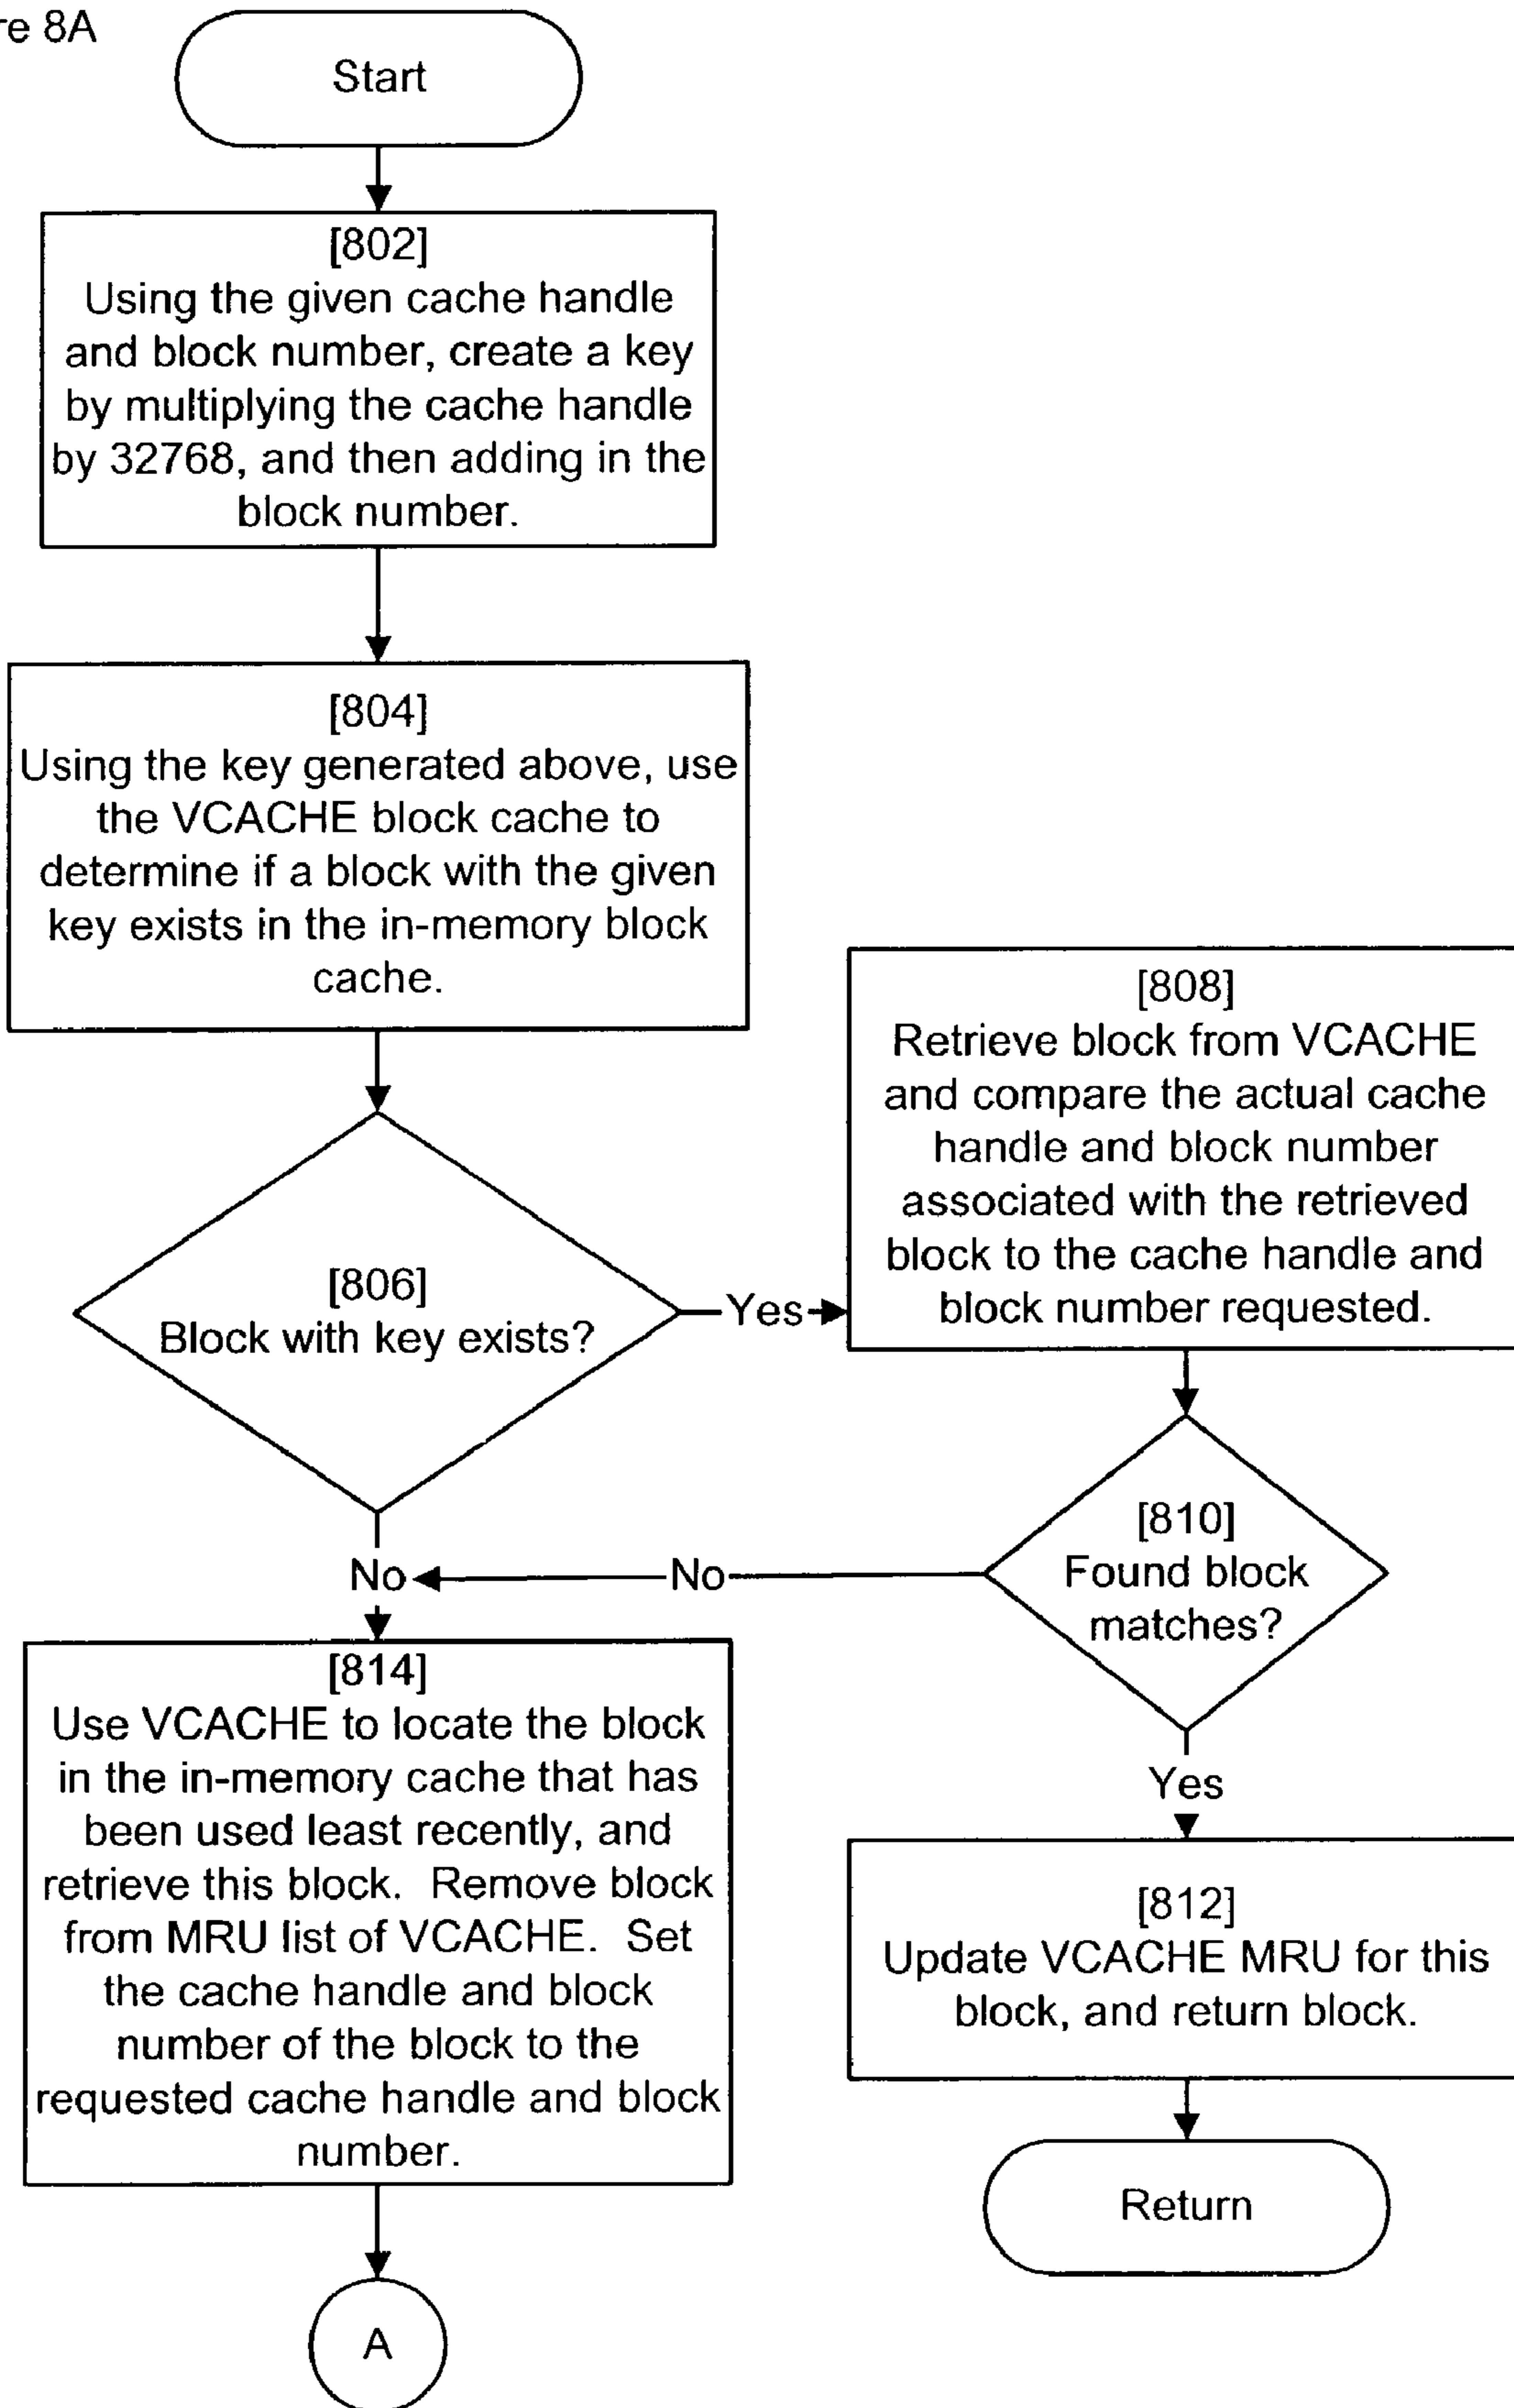 re 8A
Start
[802]
Using the given cache handle
and block number, create a key
by multiplying the cache handle
by 32768, and then adding in the
block number.
[804]
Using the key generated above, use
the VCACHE block cache to
determine if a block with the given
key exists in the in-memory block
cache.
[806]
Block with key exists?
Yes
[808]
Retrieve block from VCACHE
and compare the actual cache
handle and block number
associated with the retrieved
block to the cache handle and
block number requested.
[810]
Found block
matches?
No
No
Yes
[814]
Use VCACHE to locate the block
in the in-memory cache that has
been used least recently, and
retrieve this block. Remove block
from MRU list of VCACHE. Set
the cache handle and block
number of the block to the
requested cache handle and block
number.
[812]
Update VCACHE MRU for this
block, and return block.
Return
A